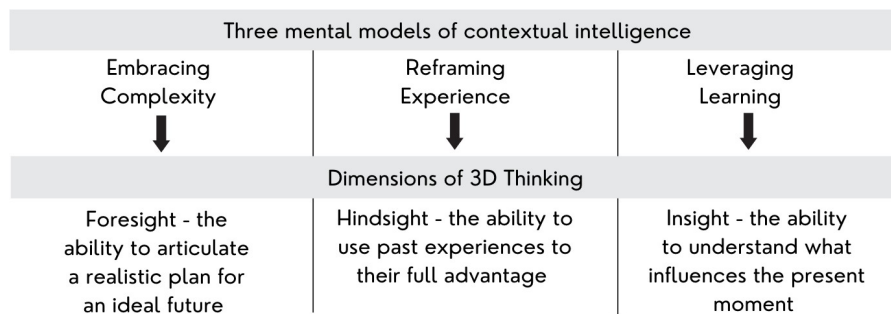 Three mental models of contextual intelligence
Embracing
Complexity
Reframing
Experience
Leveraging
Learning
Dimensions of 3D Thinking
Foresight - the
ability to articulate
a realistic plan for
an ideal future
Hindsight - the ability to
use past experiences to
their full advantage
Insight - the ability
to understand what
influences the present
moment